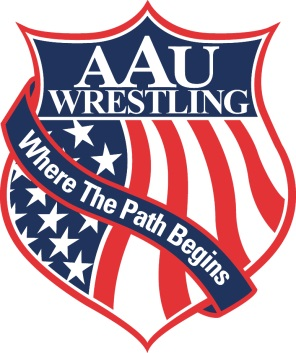 AAU
WRESTLING
Where The Path Begins